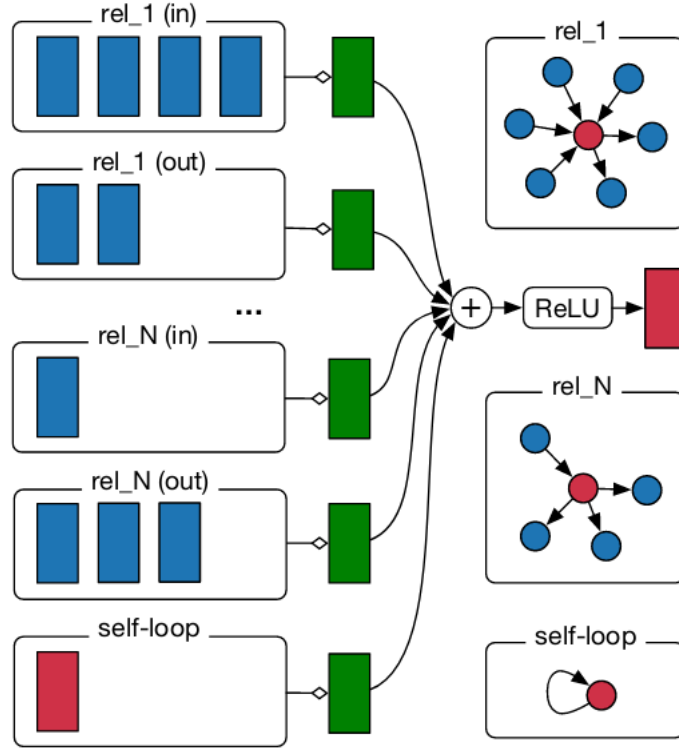 rel_1 (in)
rel_1 (out)
...
rel_N (in)
rel_N (out)
self-loop
+
ReLU
rel_1
rel_N
self-loop